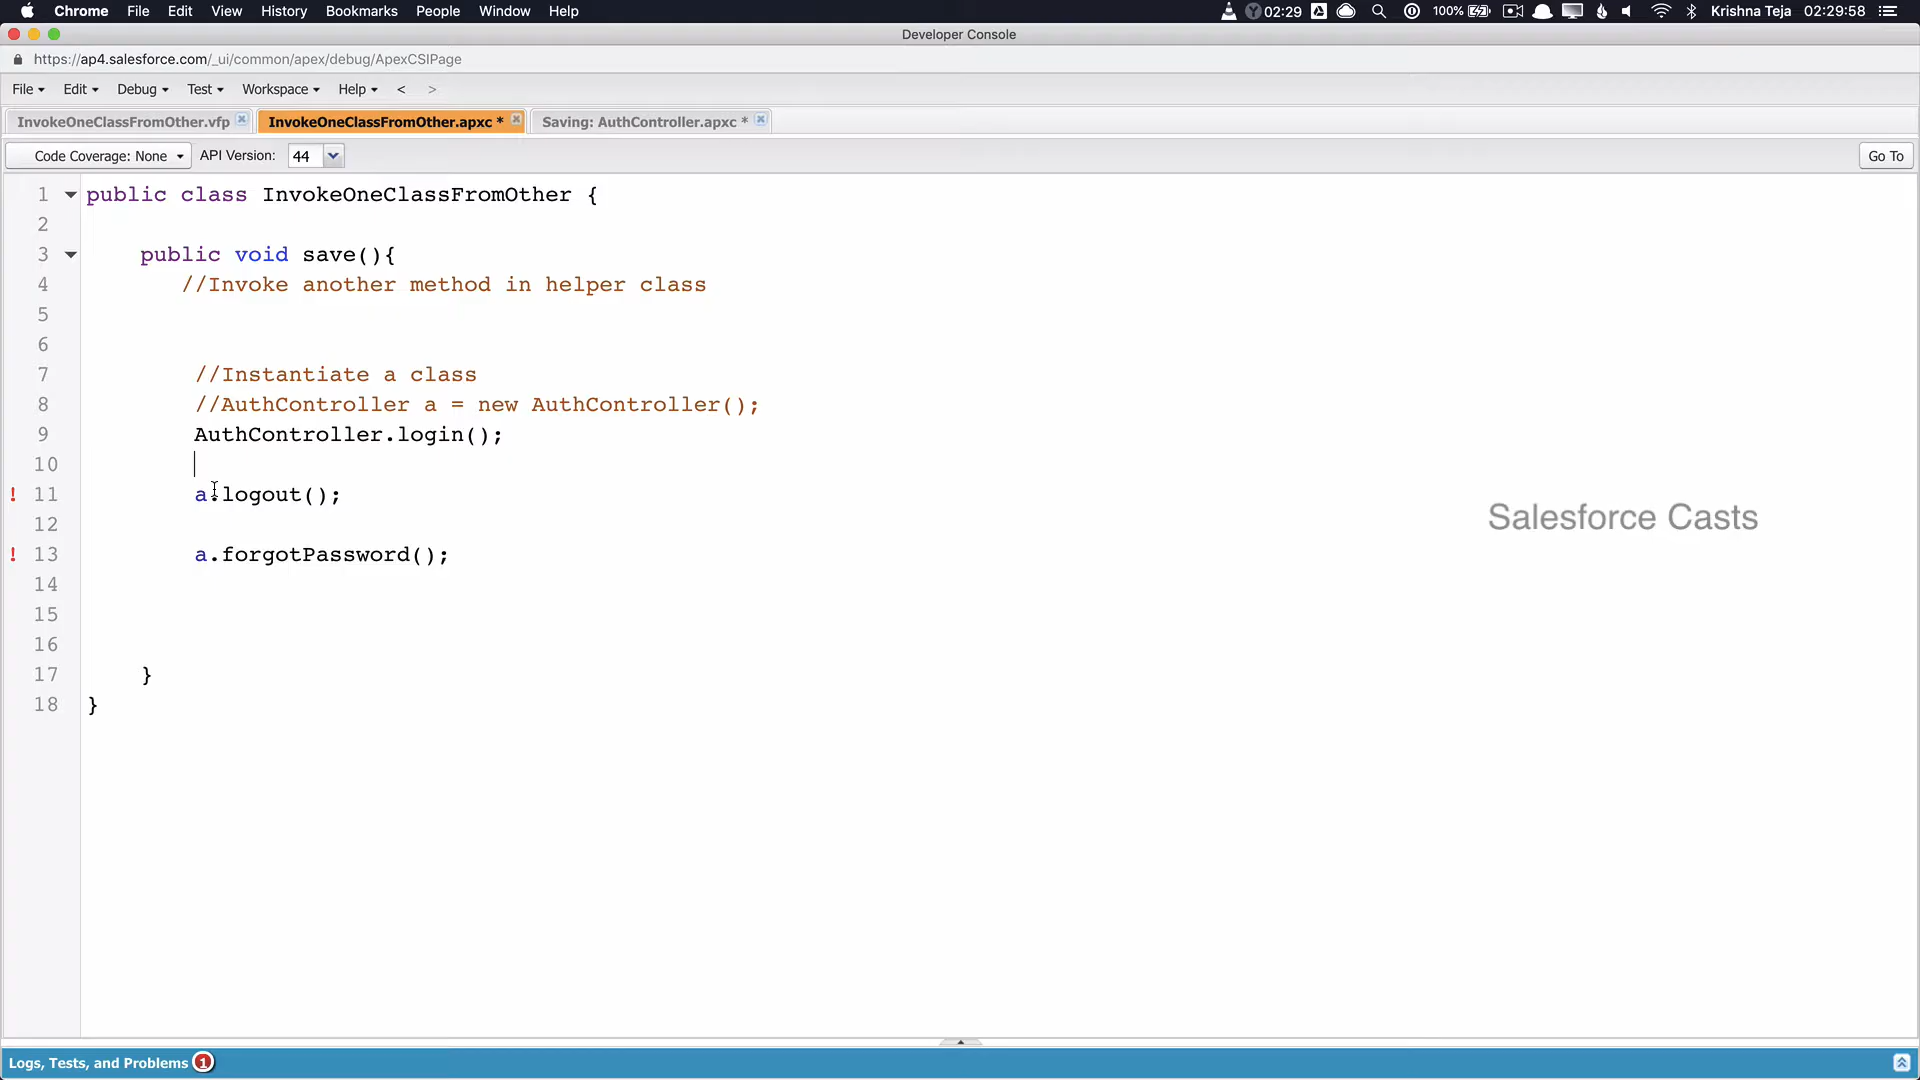 Chrome File Edit View History Bookmarks People Window Help 02:29 100% Krishna Teja 02:29:58
Developer Console
https://ap4.salesforce.com/_ui/common/apex/debug/ApexCSIPage
File Edit Debug Test Workspace Help < >
InvokeOneClassFromOther.vfp InvokeOneClassFromOther.apxc * Saving: AuthController.apxc *
Code Coverage: None API Version: 44 Go To
1 public class InvokeOneClassFromOther {
2
3 public void save(){
4 //Invoke another method in helper class
5
6
7 //Instantiate a class
8 //AuthController a = new AuthController();
9 AuthController.login();
10
! 11 a.logout();
12
! 13 a.forgotPassword();
14
15
16
17 }
18 }
Salesforce Casts
Logs, Tests, and Problems 1